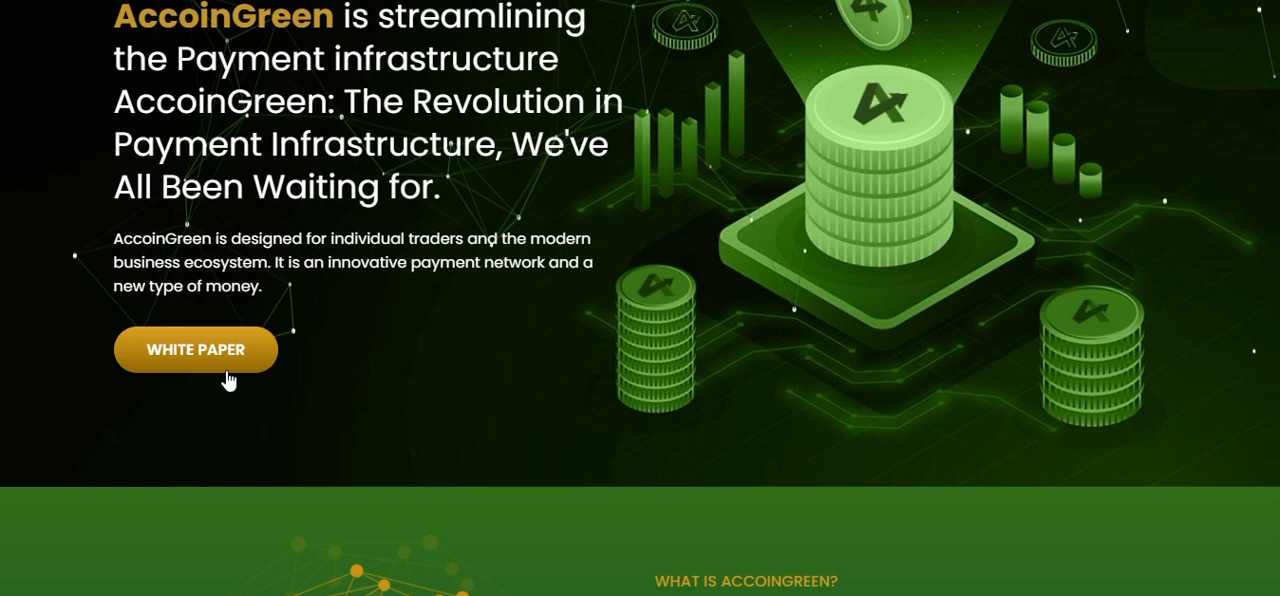 AccoinGreen is streamlining
the Payment infrastructure
AccoinGreen: The Revolution in
Payment Infrastructure, We've
All Been Waiting for.
AccoinGreen is designed for individual traders and the modern
business ecosystem. It is an innovative payment network and a
new type of money.
WHITE PAPER
WHAT IS ACCOINGREEN?